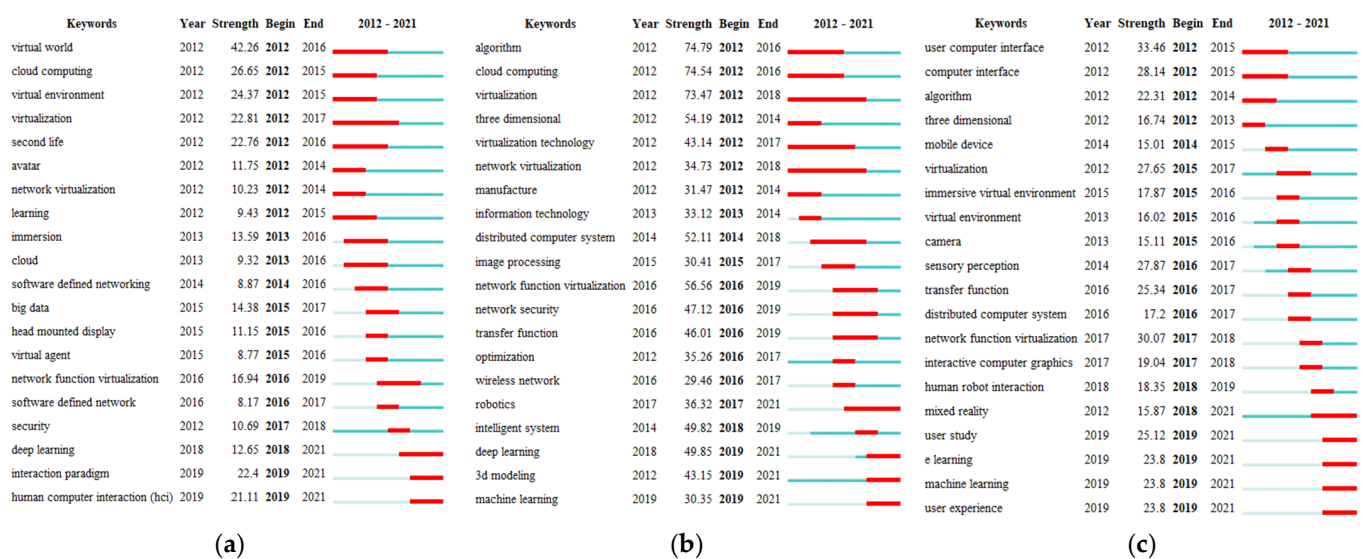 Keywords Year Strength Begin End 2012 - 2021
virtual world 2012 42.26 2012 2016
cloud computing 2012 26.65 2012 2015
virtual environment 2012 24.37 2012 2015
virtualization 2012 22.81 2012 2017
second life 2012 22.76 2012 2016
avatar 2012 11.75 2012 2014
network virtualization 2012 10.23 2012 2014
learning 2012 9.43 2012 2015
immersion 2013 13.59 2013 2016
cloud 2013 9.32 2013 2016
software defined networking 2014 8.87 2014 2016
big data 2015 14.38 2015 2017
head mounted display 2015 11.15 2015 2016
virtual agent 2015 8.77 2015 2016
network function virtualization 2016 16.94 2016 2019
software defined network 2016 8.17 2016 2017
security 2012 10.69 2017 2018
deep learning 2018 12.65 2018 2021
interaction paradigm 2019 22.4 2019 2021
human computer interaction (hci) 2019 21.11 2019 2021
(a)
Keywords Year Strength Begin End 2012 - 2021
algorithm 2012 74.79 2012 2016
cloud computing 2012 74.54 2012 2016
virtualization 2012 73.47 2012 2018
three dimensional 2012 54.19 2012 2014
virtualization technology 2012 43.14 2012 2017
network virtualization 2012 34.73 2012 2018
manufacture 2012 31.47 2012 2014
information technology 2013 33.12 2013 2014
distributed computer system 2014 52.11 2014 2018
image processing 2015 30.41 2015 2017
network function virtualization 2016 56.56 2016 2019
network security 2016 47.12 2016 2019
transfer function 2016 46.01 2016 2019
optimization 2012 35.26 2016 2017
wireless network 2016 29.46 2016 2017
robotics 2017 36.32 2017 2021
intelligent system 2014 49.82 2018 2019
deep learning 2018 49.85 2019 2021
3d modeling 2012 43.15 2019 2021
machine learning 2019 30.35 2019 2021
(b)
Keywords Year Strength Begin End 2012 - 2021
user computer interface 2012 33.46 2012 2015
computer interface 2012 28.14 2012 2015
algorithm 2012 22.31 2012 2014
three dimensional 2012 16.74 2012 2013
mobile device 2014 15.01 2014 2015
virtualization 2012 27.65 2015 2017
immersive virtual environment 2015 17.87 2015 2016
virtual environment 2013 16.02 2015 2016
camera 2013 15.11 2015 2016
sensory perception 2014 27.87 2016 2017
transfer function 2016 25.34 2016 2017
distributed computer system 2016 17.2 2016 2017
network function virtualization 2017 30.07 2017 2018
interactive computer graphics 2017 19.04 2017 2018
human robot interaction 2018 18.35 2018 2019
mixed reality 2012 15.87 2018 2021
user study 2019 25.12 2019 2021
e learning 2019 23.8 2019 2021
machine learning 2019 23.8 2019 2021
user experience 2019 23.8 2019 2021
(c)